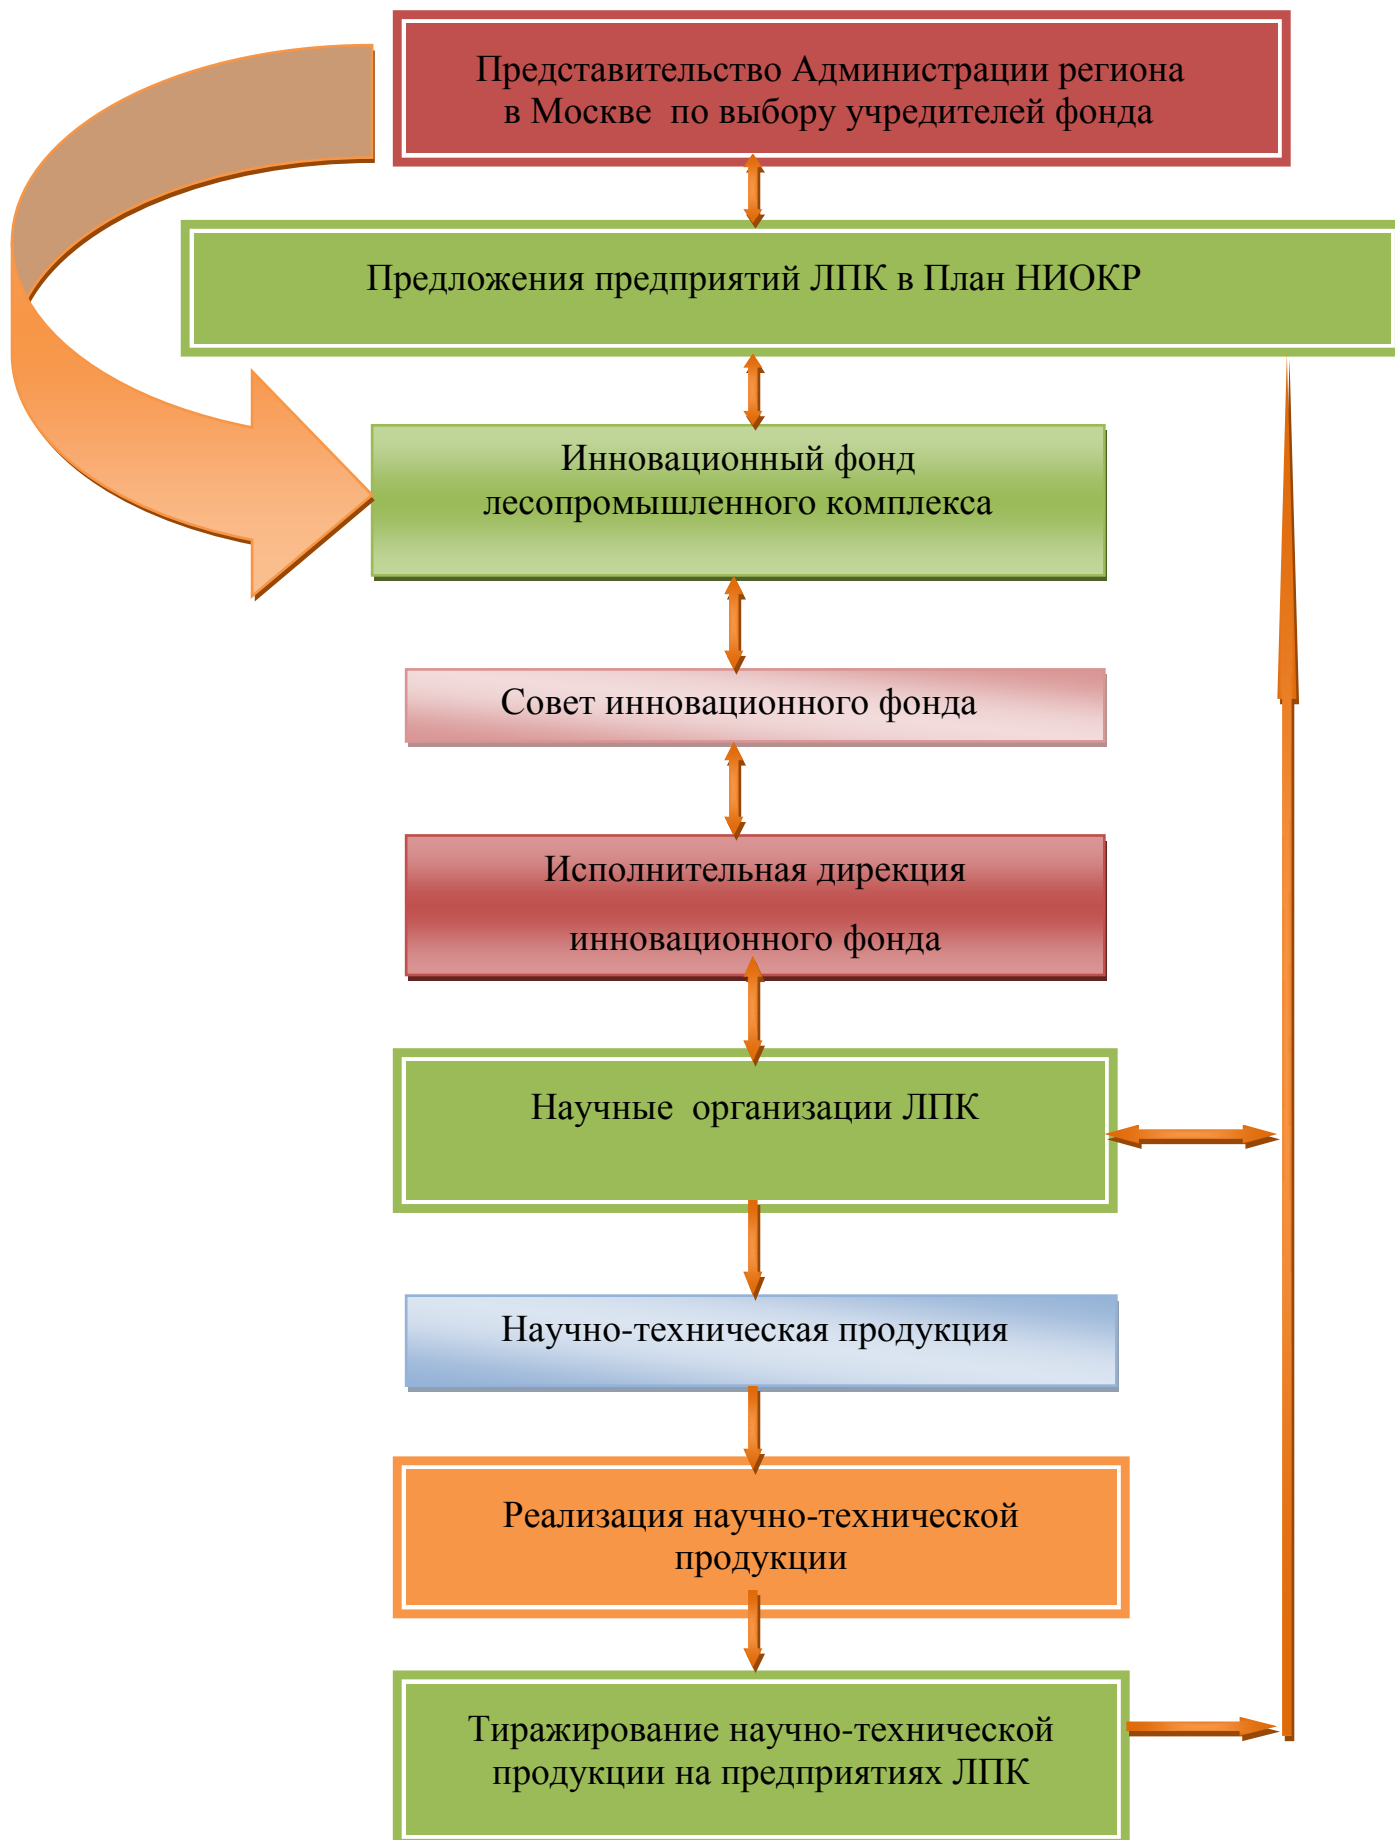 Представительство Администрации региона
в Москве по выбору учредителей фонда
Предложения предприятий ЛПК в План НИОКР
Инновационный фонд
лесопромышленного комплекса
Совет инновационного фонда
Исполнительная дирекция
инновационного фонда
Научные организации ЛПК
Научно-техническая продукция
Реализация научно-технической
продукции
Тиражирование научно-технической
продукции на предприятиях ЛПК